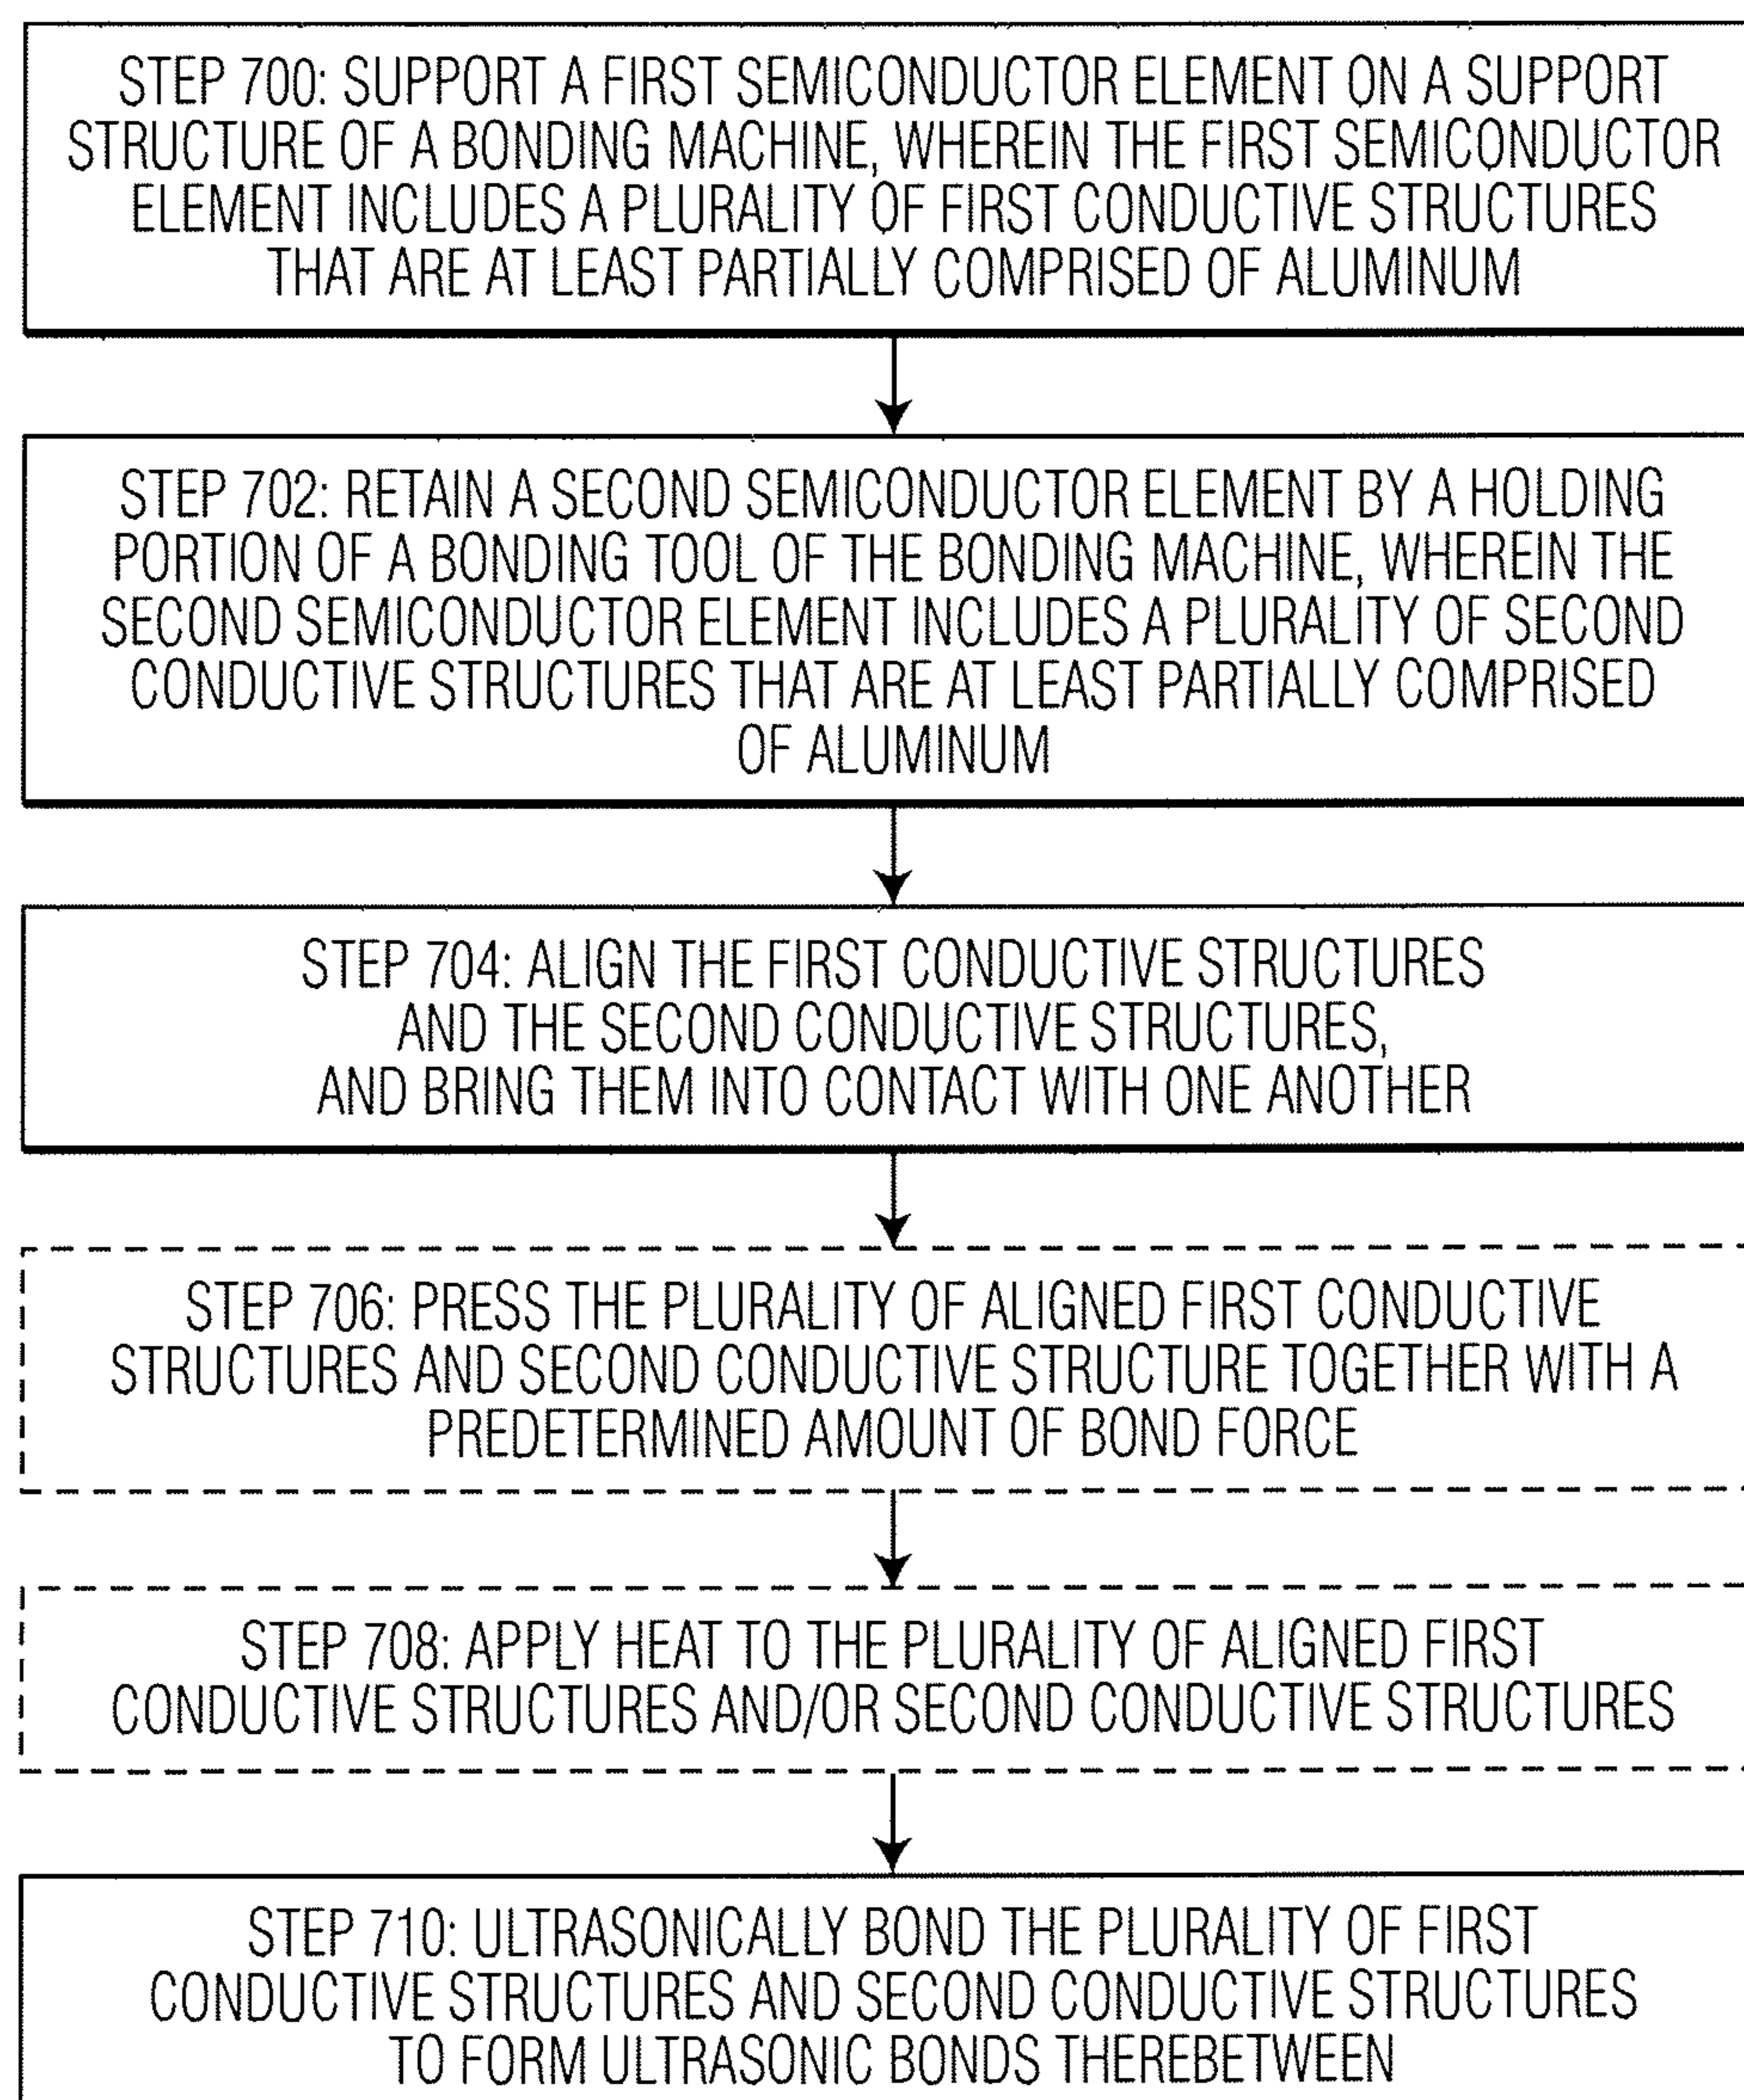 STEP 700: SUPPORT A FIRST SEMICONDUCTOR ELEMENT ON A SUPPORT
STRUCTURE OF A BONDING MACHINE, WHEREIN THE FIRST SEMICONDUCTOR
ELEMENT INCLUDES A PLURALITY OF FIRST CONDUCTIVE STRUCTURES
THAT ARE AT LEAST PARTIALLY COMPRISED OF ALUMINUM
STEP 702: RETAIN A SECOND SEMICONDUCTOR ELEMENT BY A HOLDING
PORTION OF A BONDING TOOL OF THE BONDING MACHINE, WHEREIN THE
SECOND SEMICONDUCTOR ELEMENT INCLUDES A PLURALITY OF SECOND
CONDUCTIVE STRUCTURES THAT ARE AT LEAST PARTIALLY COMPRISED
OF ALUMINUM
STEP 704: ALIGN THE FIRST CONDUCTIVE STRUCTURES
AND THE SECOND CONDUCTIVE STRUCTURES,
AND BRING THEM INTO CONTACT WITH ONE ANOTHER
STEP 706: PRESS THE PLURALITY OF ALIGNED FIRST CONDUCTIVE
STRUCTURES AND SECOND CONDUCTIVE STRUCTURE TOGETHER WITH A
PREDETERMINED AMOUNT OF BOND FORCE
STEP 708: APPLY HEAT TO THE PLURALITY OF ALIGNED FIRST
CONDUCTIVE STRUCTURES AND/OR SECOND CONDUCTIVE STRUCTURES
STEP 710: ULTRASONICALLY BOND THE PLURALITY OF FIRST
CONDUCTIVE STRUCTURES AND SECOND CONDUCTIVE STRUCTURES
TO FORM ULTRASONIC BONDS THEREBETWEEN